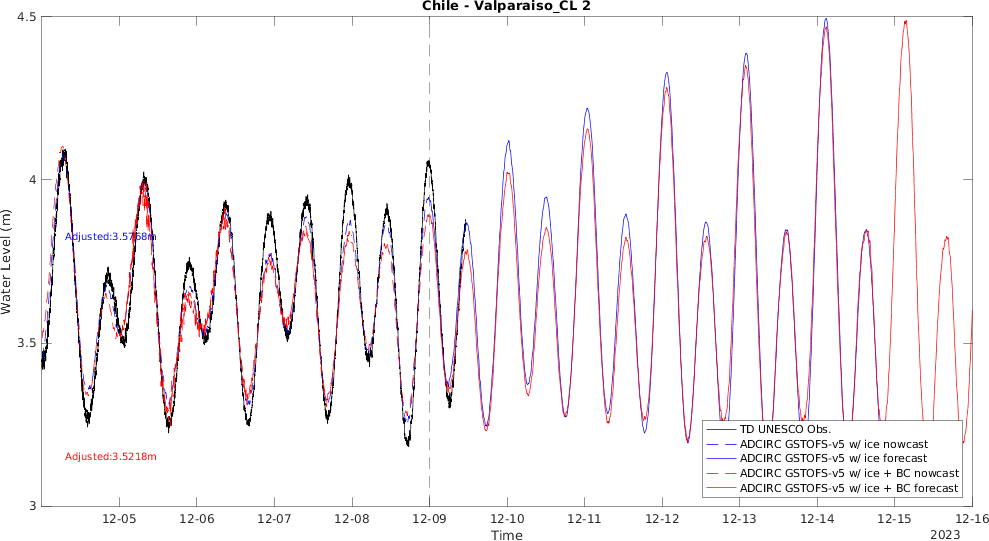 Chile - Valparaiso_CL 2
4.5
4
3.5
3
Water Level (m)
Adjusted:3.5768m
Adjusted:3.5218m
TD UNESCO Obs.
ADCIRC GSTOFS-v5 w/ ice nowcast
ADCIRC GSTOFS-v5 w/ ice forecast
ADCIRC GSTOFS-v5 w/ ice + BC nowcast
ADCIRC GSTOFS-v5 w/ ice + BC forecast
12-05 12-06 12-07 12-08 12-09 12-10 12-11 12-12 12-13 12-14 12-15 12-16
Time
2023